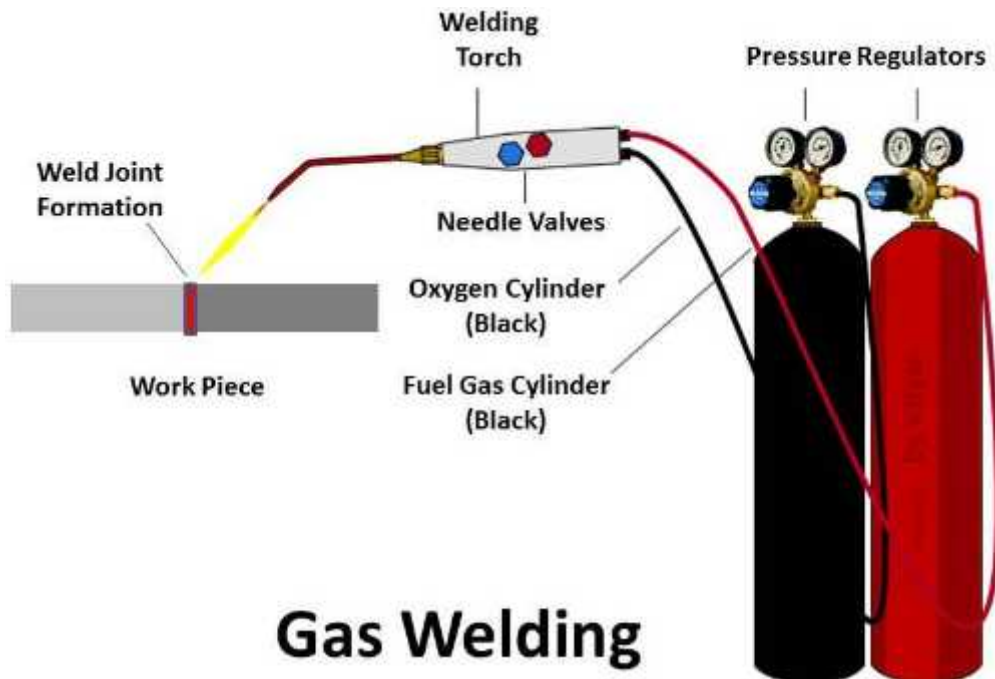 Welding
Torch
Pressure Regulators
Weld Joint
Formation
Needle Valves
Oxygen Cylinder
(Black)
Work Piece
Fuel Gas Cylinder
(Black)
Gas Welding